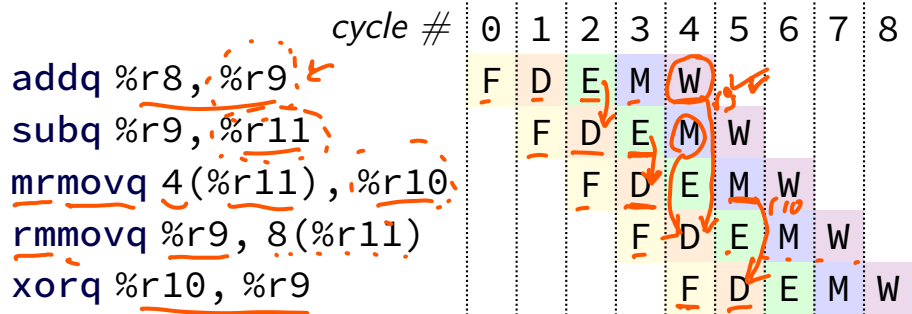 cycle # 0 1 2 3 4 5 6 7 8
addq %r8, %r9 F D E M W r9
subq %r9, %r11 F D E M W
mrmovq 4(%r11), %r10 F D E M W r10
rmmovq %r9, 8(%r11) F D E M W
xorq %r10, %r9 F D E M W